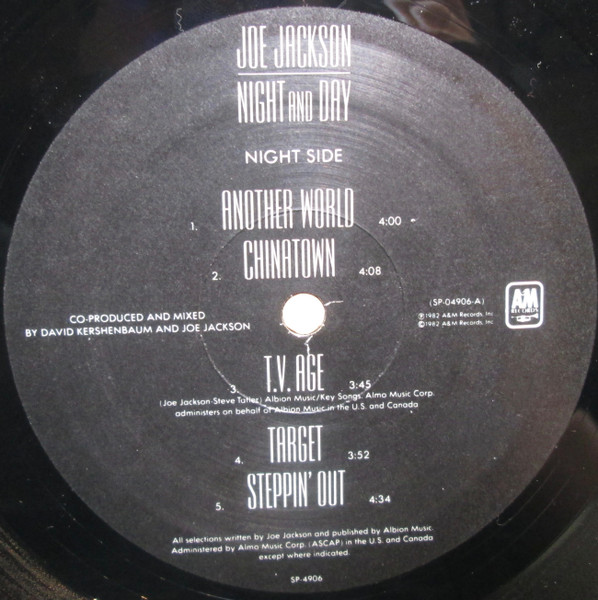 JOE JACKSON
NIGHT AND DAY
NIGHT SIDE
1. ANOTHER WORLD 4:00
2. CHINATOWN 4:08
CO-PRODUCED AND MIXED
BY DAVID KERSHENBAUM AND JOE JACKSON
(SP-04906-A)
℗1982 A&M Records, Inc.
©1982 A&M Records, Inc.
A&M
RECORDS
3. T.V. AGE 3:45
(Joe Jackson-Steve Tatler) Albion Music/Key Songs. Almo Music Corp.
administers on behalf of Albion Music in the U.S. and Canada
4. TARGET 3:52
5. STEPPIN' OUT 4:34
All selections written by Joe Jackson and published by Albion Music.
Administered by Almo Music Corp. (ASCAP) in the U.S. and Canada
except where indicated.
SP-4906